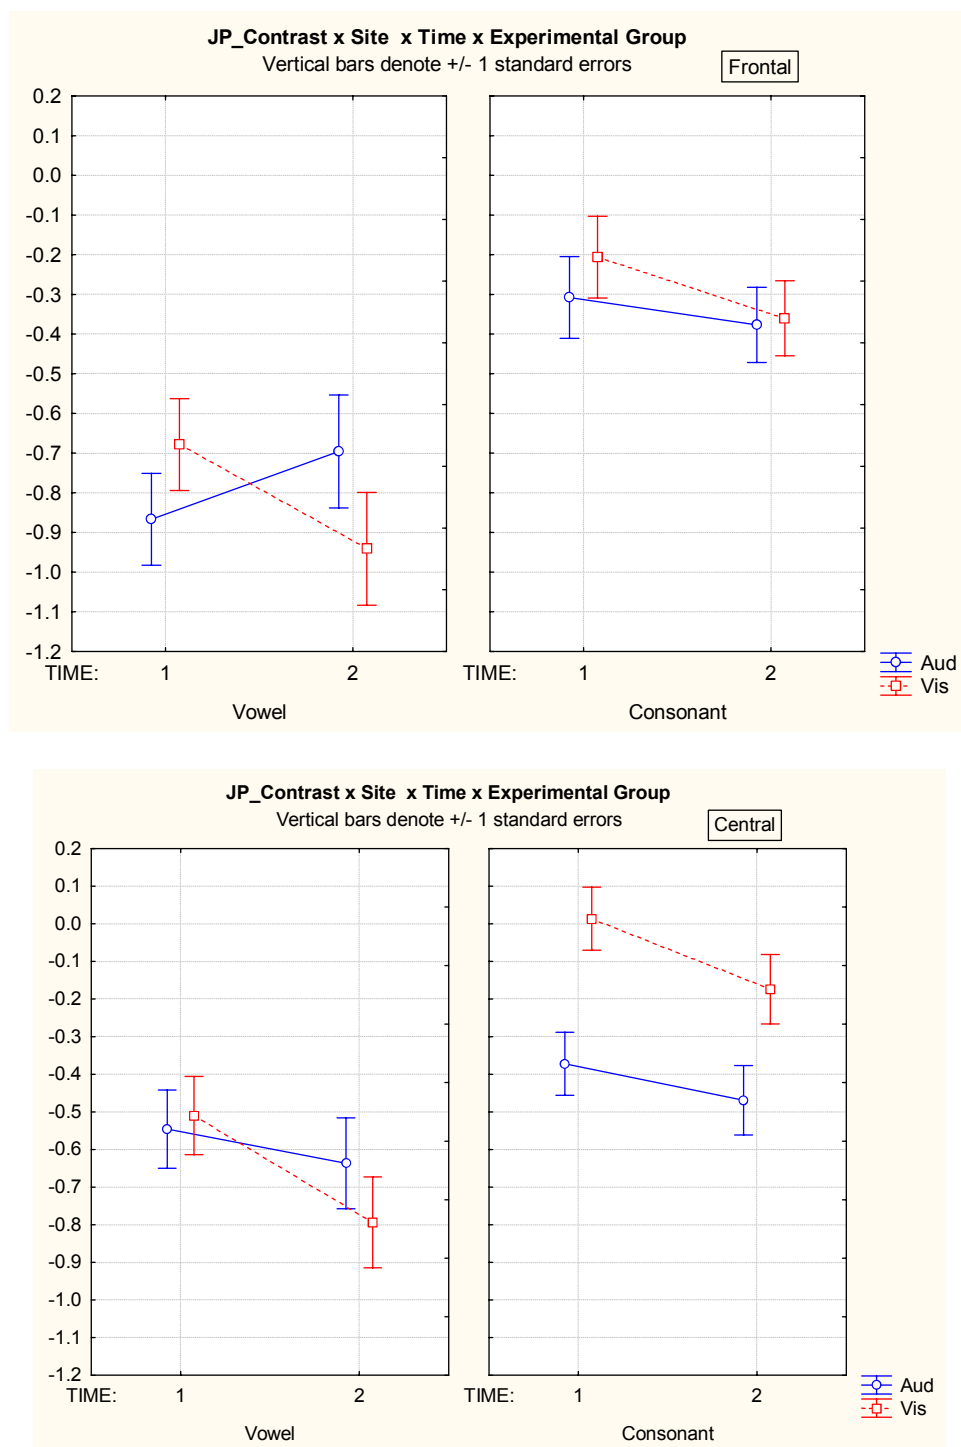 JP_Contrast x Site x Time x Experimental Group
Vertical bars denote +/- 1 standard errors
Frontal
0.2
0.1
0.0
-0.1
-0.2
-0.3
-0.4
-0.5
-0.6
-0.7
-0.8
-0.9
-1.0
-1.1
-1.2
TIME: 1 2 TIME: 1 2
Vowel Consonant
Aud
Vis
JP_Contrast x Site x Time x Experimental Group
Vertical bars denote +/- 1 standard errors
Central
0.2
0.1
0.0
-0.1
-0.2
-0.3
-0.4
-0.5
-0.6
-0.7
-0.8
-0.9
-1.0
-1.1
-1.2
TIME: 1 2 TIME: 1 2
Vowel Consonant
Aud
Vis